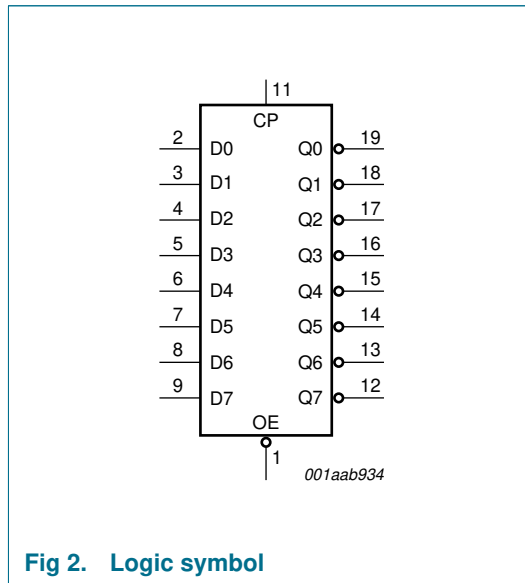 11
CP
2 D0 Q0 19
3 D1 Q1 18
4 D2 Q2 17
5 D3 Q3 16
6 D4 Q4 15
7 D5 Q5 14
8 D6 Q6 13
9 D7 Q7 12
OE
1
001aab934
Fig 2. Logic symbol